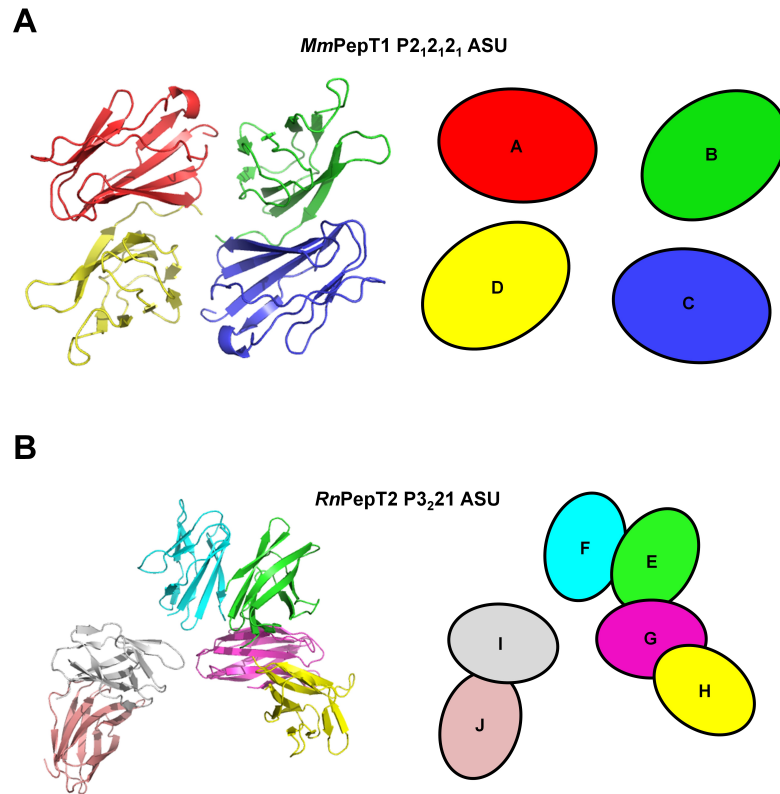 A
MmPepT1 P2₁2₁2₁ ASU
A
B
D
C
B
RnPepT2 P3₂21 ASU
F
E
I
G
H
J